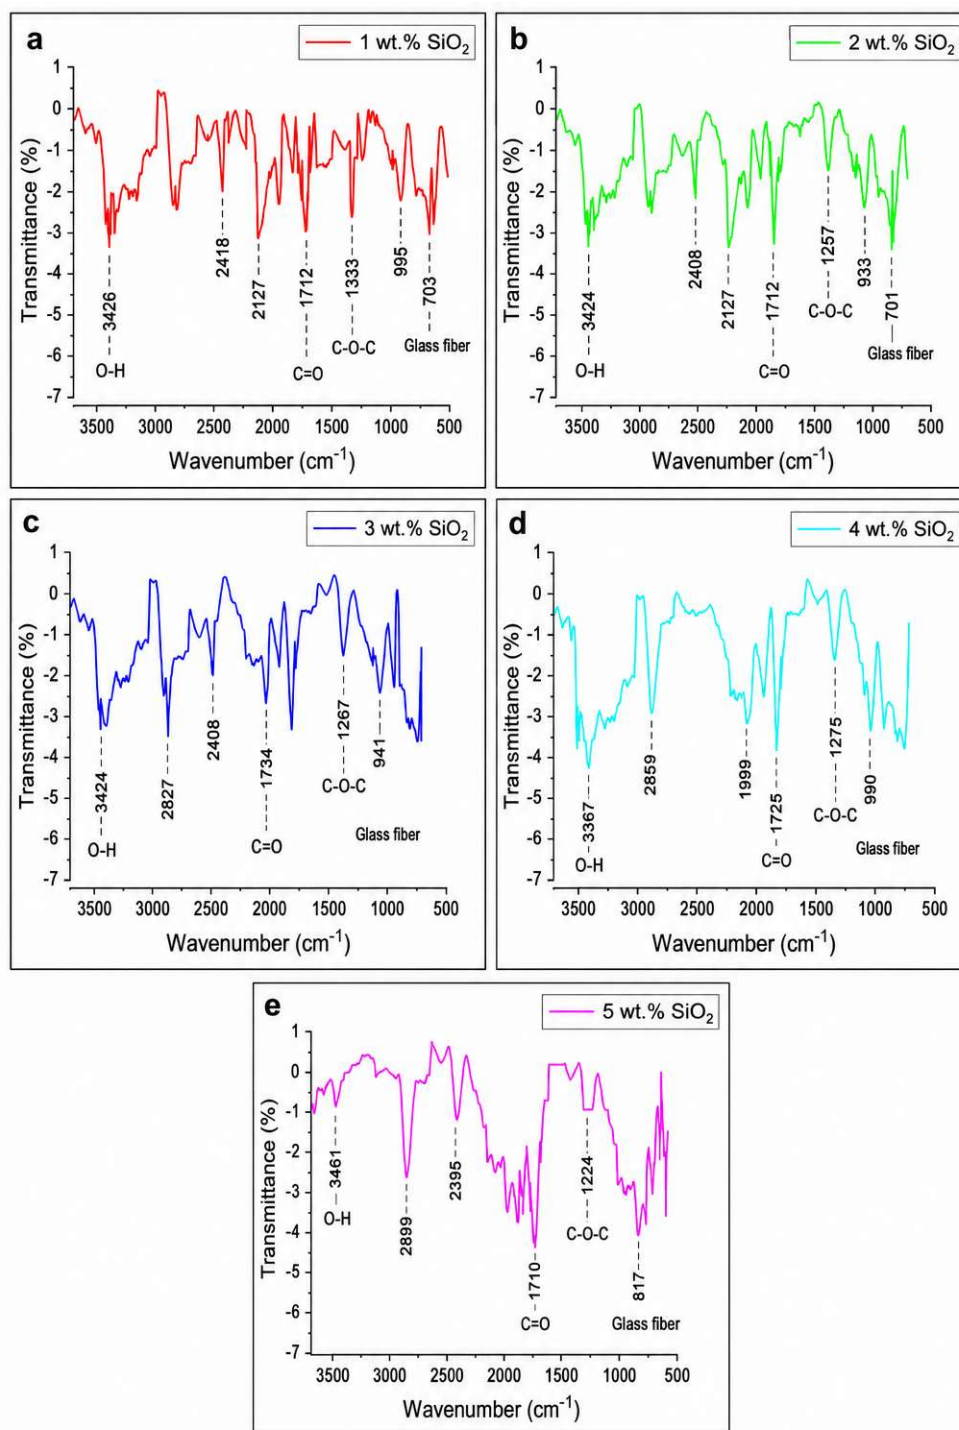 a
1 wt.% SiO₂
1
0
-1
-2
-3
-4
-5
-6
-7
Transmittance (%)
3426
2418
2127
1712
1333
995
703
O-H
C=O
C-O-C
Glass fiber
3500 3000 2500 2000 1500 1000 500
Wavenumber (cm⁻¹)
b
2 wt.% SiO₂
1
0
-1
-2
-3
-4
-5
-6
-7
Transmittance (%)
3424
2408
2127
1712
1257
933
701
O-H
C=O
C-O-C
Glass fiber
3500 3000 2500 2000 1500 1000 500
Wavenumber (cm⁻¹)
c
3 wt.% SiO₂
1
0
-1
-2
-3
-4
-5
-6
-7
Transmittance (%)
3424
2827
2408
1734
1267
941
O-H
C=O
C-O-C
Glass fiber
3500 3000 2500 2000 1500 1000 500
Wavenumber (cm⁻¹)
d
4 wt.% SiO₂
1
0
-1
-2
-3
-4
-5
-6
-7
Transmittance (%)
3367
2859
1999
1725
1275
990
O-H
C=O
C-O-C
Glass fiber
3500 3000 2500 2000 1500 1000 500
Wavenumber (cm⁻¹)
e
5 wt.% SiO₂
1
0
-1
-2
-3
-4
-5
-6
-7
Transmittance (%)
3461
2899
2395
1710
1224
817
O-H
C=O
C-O-C
Glass fiber
3500 3000 2500 2000 1500 1000 500
Wavenumber (cm⁻¹)